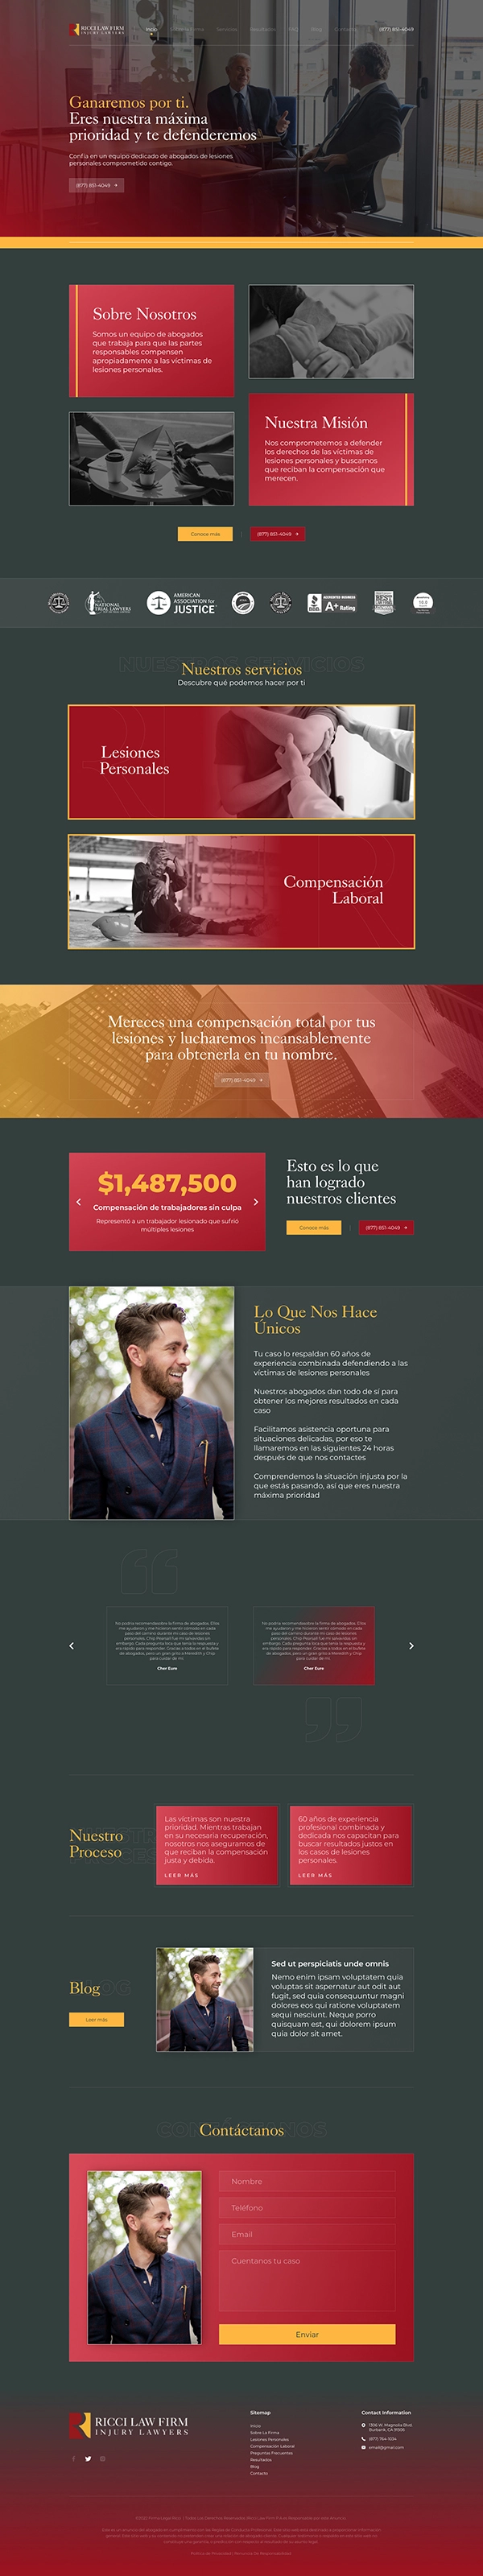 RICCI LAW FIRM
INJURY LAWYERS
Inicio
Servicios
Resultados
Blog
Contacto
(877) 851-4049
Ganaremos por ti.
Eres nuestra máxima
prioridad y te defenderemos
Confía en un equipo dedicado de abogados de lesiones
personales comprometido contigo.
(877) 851-4049
Sobre Nosotros
Somos un equipo de abogados
que trabaja para que las partes
responsables compensen
apropiadamente a las víctimas de
lesiones personales.
Nuestra Misión
Nos comprometemos a defender
los derechos de las víctimas de
lesiones personales y buscamos
que reciban la compensación que
merecen.
Conoce más
(877) 851-4049
NATIONAL
TRIAL LAWYERS
AMERICAN
ASSOCIATION for
JUSTICE
BBB
ACCREDITED BUSINESS
A+ Rating
10.0
NUESTROS SERVICIOS
Nuestros servicios
Descubre qué podemos hacer por ti
Lesiones
Personales
Compensación
Laboral
Mereces una compensación total por tus
lesiones y lucharemos incansablemente
para obtenerla en tu nombre.
(877) 851-4049
$1,487,500
Compensación de trabajadores sin culpa
Representó a un trabajador lesionado que sufrió
múltiples lesiones
Esto es lo que
han logrado
nuestros clientes
Conoce más
(877) 851-4049
Lo Que Nos Hace
Únicos
Tu caso lo respaldan 60 años de
experiencia combinada defendiendo a las
víctimas de lesiones personales
Nuestros abogados dan todo de sí para
obtener los mejores resultados en cada
caso
Facilitamos asistencia oportuna para
situaciones delicadas, por eso te
llamaremos en las siguientes 24 horas
después de que nos contactes
Comprendemos la situación injusta por la
que estás pasando, así que eres nuestra
máxima prioridad
Cher Eure
Cher Eure
Nuestro
Proceso
Las víctimas son nuestra
prioridad. Mientras trabajan
en su necesaria recuperación,
nosotros nos aseguramos de
que reciban la compensación
justa y debida.
LEER MÁS
60 años de experiencia
profesional combinada y
dedicada nos capacitan para
buscar resultados justos en
los casos de lesiones
personales.
LEER MÁS
Blog
Leer más
Sed ut perspiciatis unde omnis
Nemo enim ipsam voluptatem quia
voluptas sit aspernatur aut odit aut
fugit, sed quia consequuntur magni
dolores eos qui ratione voluptatem
sequi nesciunt. Neque porro
quisquam est, qui dolorem ipsum
quia dolor sit amet.
CONTÁCTANOS
Contáctanos
Nombre
Teléfono
Email
Cuentanos tu caso
Enviar
RICCI LAW FIRM
INJURY LAWYERS
Sitemap
Inicio
Sobre La Firma
Lesiones Personales
Compensación Laboral
Preguntas Frecuentes
Resultados
Blog
Contacto
Contact Information
1306 W. Magnolia Blvd
Burbank, CA 91506
email@gmail.com